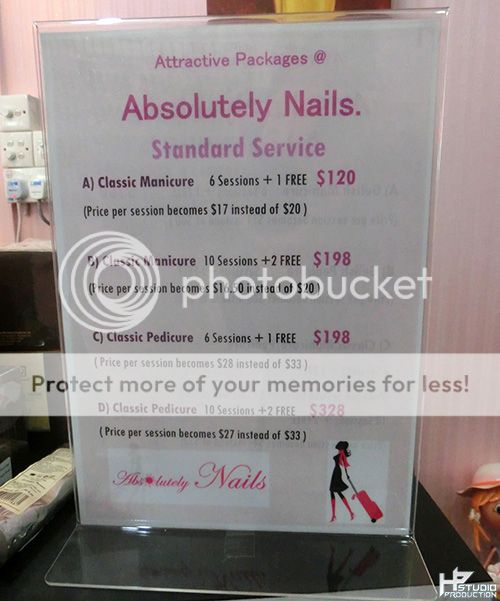 Attractive Packages @
Absolutely Nails.
Standard Service
A) Classic Manicure 6 Sessions + 1 FREE $120
(Price per session becomes $17 instead of $20 )
B) Classic Manicure 10 Sessions +2 FREE $198
(Price per session becomes $16.50 instead of $20 )
photobucket
C) Classic Pedicure 6 Sessions + 1 FREE $198
( Price per session becomes $28 instead of $33 )
Protect more of your memories for less!
D) Classic Pedicure 10 Sessions +2 FREE $328
( Price per session becomes $27 instead of $33 )
Absolutely Nails
STUDIO
PRODUCTION